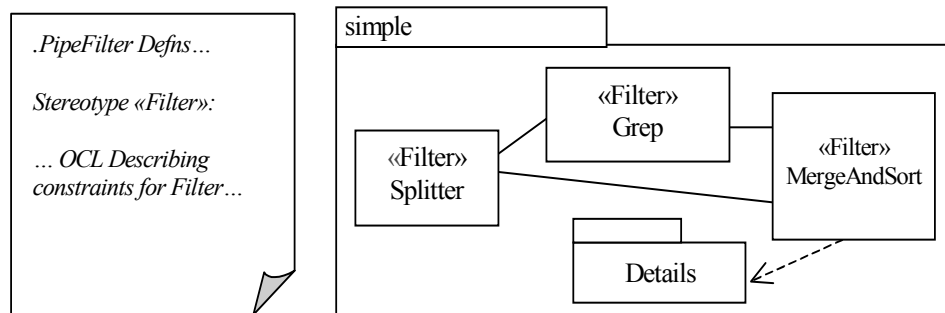 .PipeFilter Defns…
Stereotype «Filter»:
… OCL Describing
constraints for Filter…
simple
«Filter»
Grep
«Filter»
Splitter
«Filter»
MergeAndSort
Details